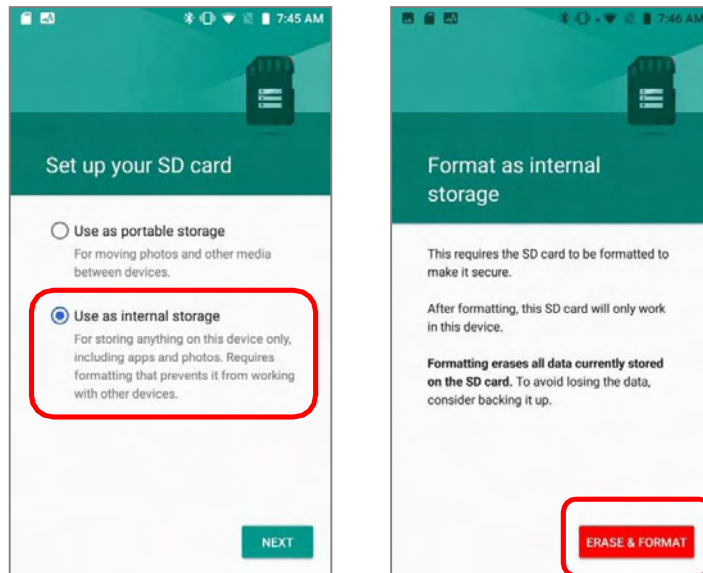 7:45 AM
Set up your SD card
Use as portable storage
For moving photos and other media
between devices.
Use as internal storage
For storing anything on this device only,
including apps and photos. Requires
formatting that prevents it from working
with other devices.
NEXT
7:46 AM
Format as internal
storage
This requires the SD card to be formatted to
make it secure.
After formatting, this SD card will only work
in this device.
Formatting erases all data currently stored
on the SD card. To avoid losing the data,
consider backing it up.
ERASE & FORMAT